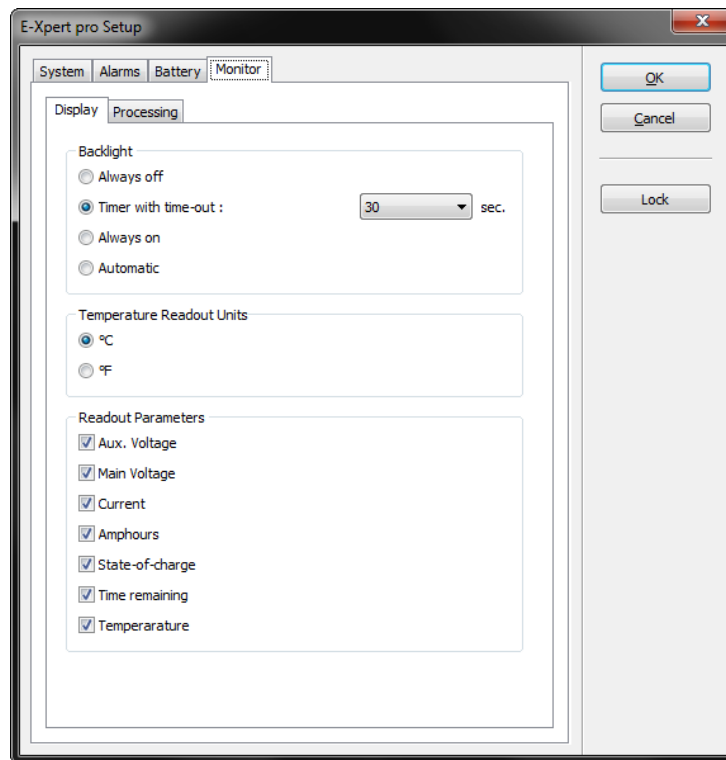 E-Xpert pro Setup
System Alarms Battery Monitor
OK
Display Processing
Cancel
Backlight
Always off
Lock
Timer with time-out : 30 sec.
Always on
Automatic
Temperature Readout Units
°C
°F
Readout Parameters
Aux. Voltage
Main Voltage
Current
Amphours
State-of-charge
Time remaining
Temperarature